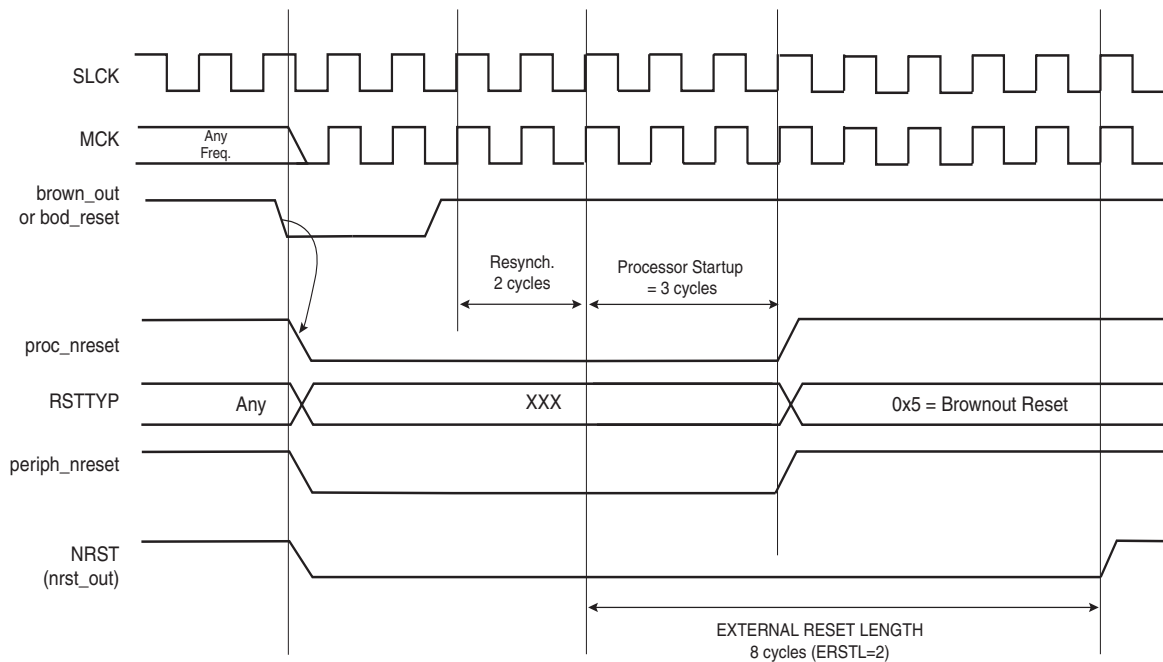 SLCK
MCK
Any
Freq.
brown_out
or bod_reset
Resynch.
2 cycles
Processor Startup
= 3 cycles
proc_nreset
RSTTYP
Any
XXX
0x5 = Brownout Reset
periph_nreset
NRST
(nrst_out)
EXTERNAL RESET LENGTH
8 cycles (ERSTL=2)